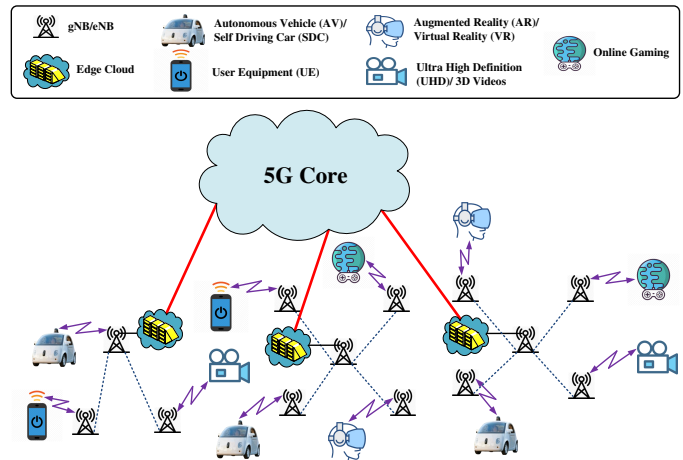 gNB/eNB
Autonomous Vehicle (AV)/
Self Driving Car (SDC)
Augmented Reality (AR)/
Virtual Reality (VR)
Online Gaming
Edge Cloud
User Equipment (UE)
Ultra High Definition
(UHD)/ 3D Videos
5G Core